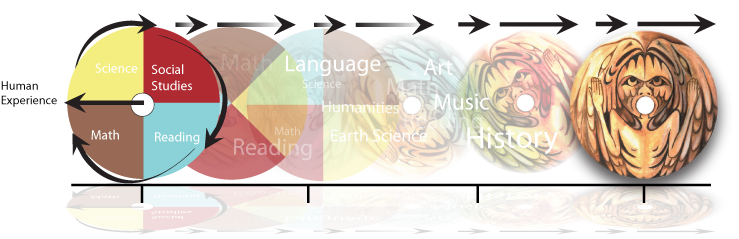 Human
Experience
Science
Social
Studies
Math
Reading
Math
Reading
Language
Science
Humanities
Math
Earth Science
Art
Math
Music
History